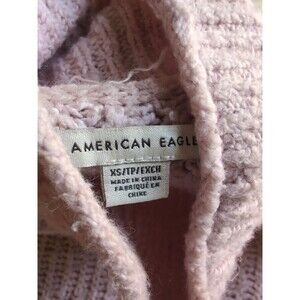 AMERICAN EAGLE
XS/TP/EXCH
MADE IN CHINA
FABRIQUÉ EN
CHINE